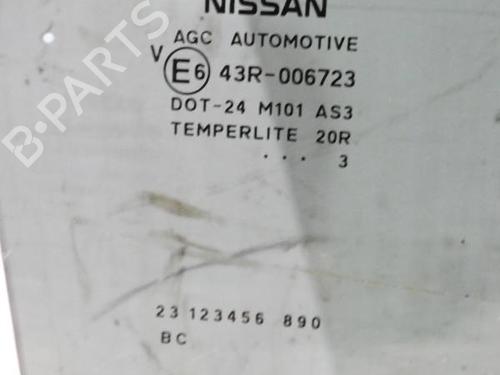 NISSAN
AGC AUTOMOTIVE
V E6 43R-006723
DOT-24 M101 AS3
TEMPERLITE 20R
... 3
23 123456 890
BC
B-PARTS